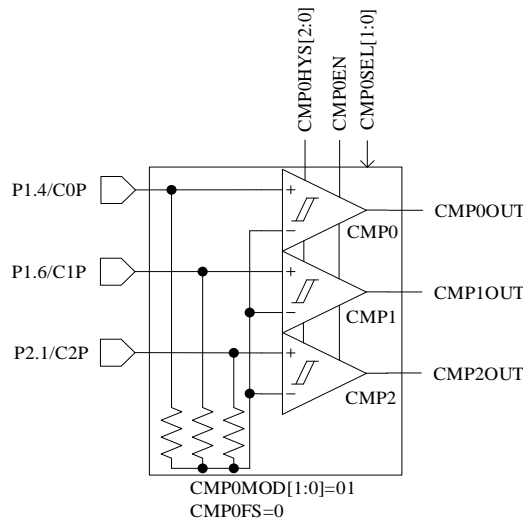 CMP0HYS[2:0]
CMP0EN
CMP0SEL[1:0]
P1.4/C0P
+
−
CMP0
CMP0OUT
P1.6/C1P
+
−
CMP1
CMP1OUT
P2.1/C2P
+
−
CMP2
CMP2OUT
CMP0MOD[1:0]=01
CMP0FS=0